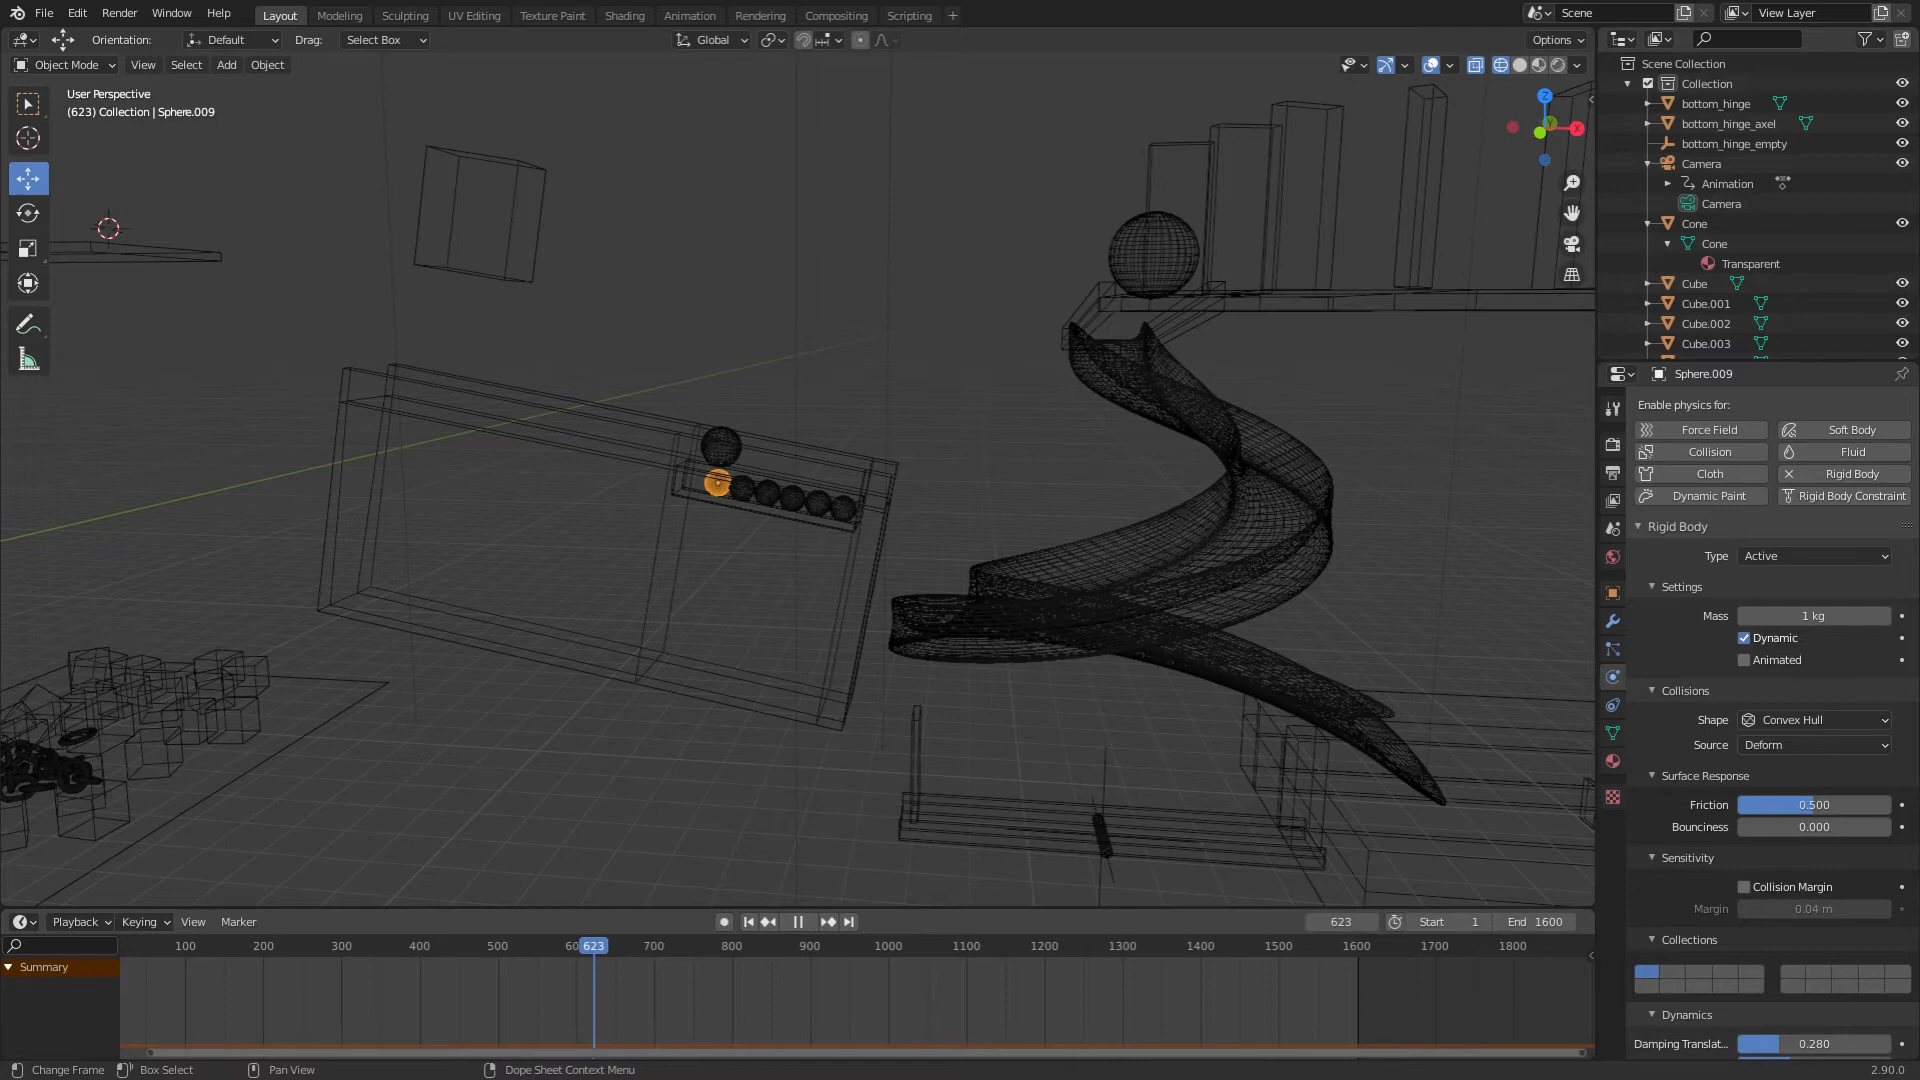 File Edit Render Window Help Layout Modeling Sculpting UV Editing Texture Paint Shading Animation Rendering Compositing Scripting + Scene View Layer
Orientation: Default Drag: Select Box Global Options
Object Mode View Select Add Object
User Perspective
(623) Collection | Sphere.009
Z
Y
X
Scene Collection
Collection
bottom_hinge
bottom_hinge_axel
bottom_hinge_empty
Camera
Animation
Camera
Cone
Cone
Transparent
Cube
Cube.001
Cube.002
Cube.003
Sphere.009
Enable physics for:
Force Field Soft Body
Collision Fluid
Cloth Rigid Body
Dynamic Paint Rigid Body Constraint
Rigid Body
Type Active
Settings
Mass 1 kg
Dynamic
Animated
Collisions
Shape Convex Hull
Source Deform
Surface Response
Friction 0.500
Bounciness 0.000
Sensitivity
Collision Margin
Margin 0.04 m
Collections
Dynamics
Damping Translat... 0.280
Playback Keying View Marker 623 Start 1 End 1600
100 200 300 400 500 60 623 700 800 900 1000 1100 1200 1300 1400 1500 1600 1700 1800
Summary
Change Frame Box Select Pan View Dope Sheet Context Menu 2.90.0